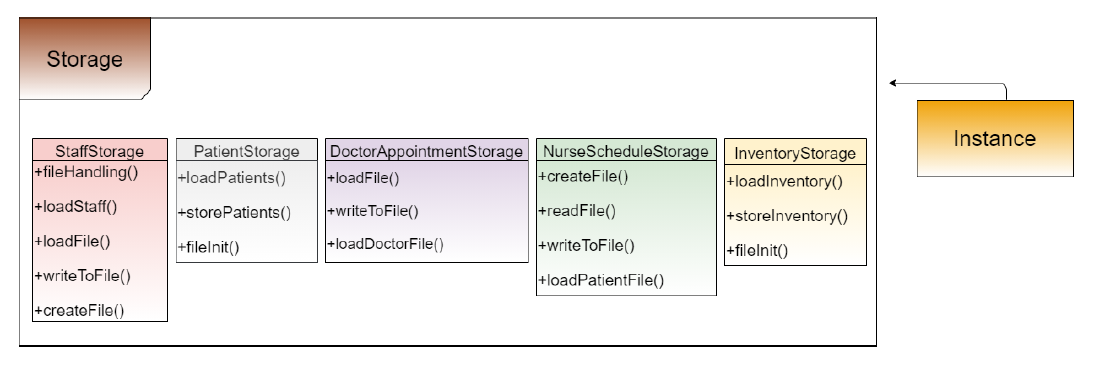 Storage
Instance
StaffStorage
+fileHandling()
+loadStaff()
+loadFile()
+writeToFile()
+createFile()
PatientStorage
+loadPatients()
+storePatients()
+fileInit()
DoctorAppointmentStorage
+loadFile()
+writeToFile()
+loadDoctorFile()
NurseScheduleStorage
+createFile()
+readFile()
+writeToFile()
+loadPatientFile()
InventoryStorage
+loadInventory()
+storeInventory()
+fileInit()